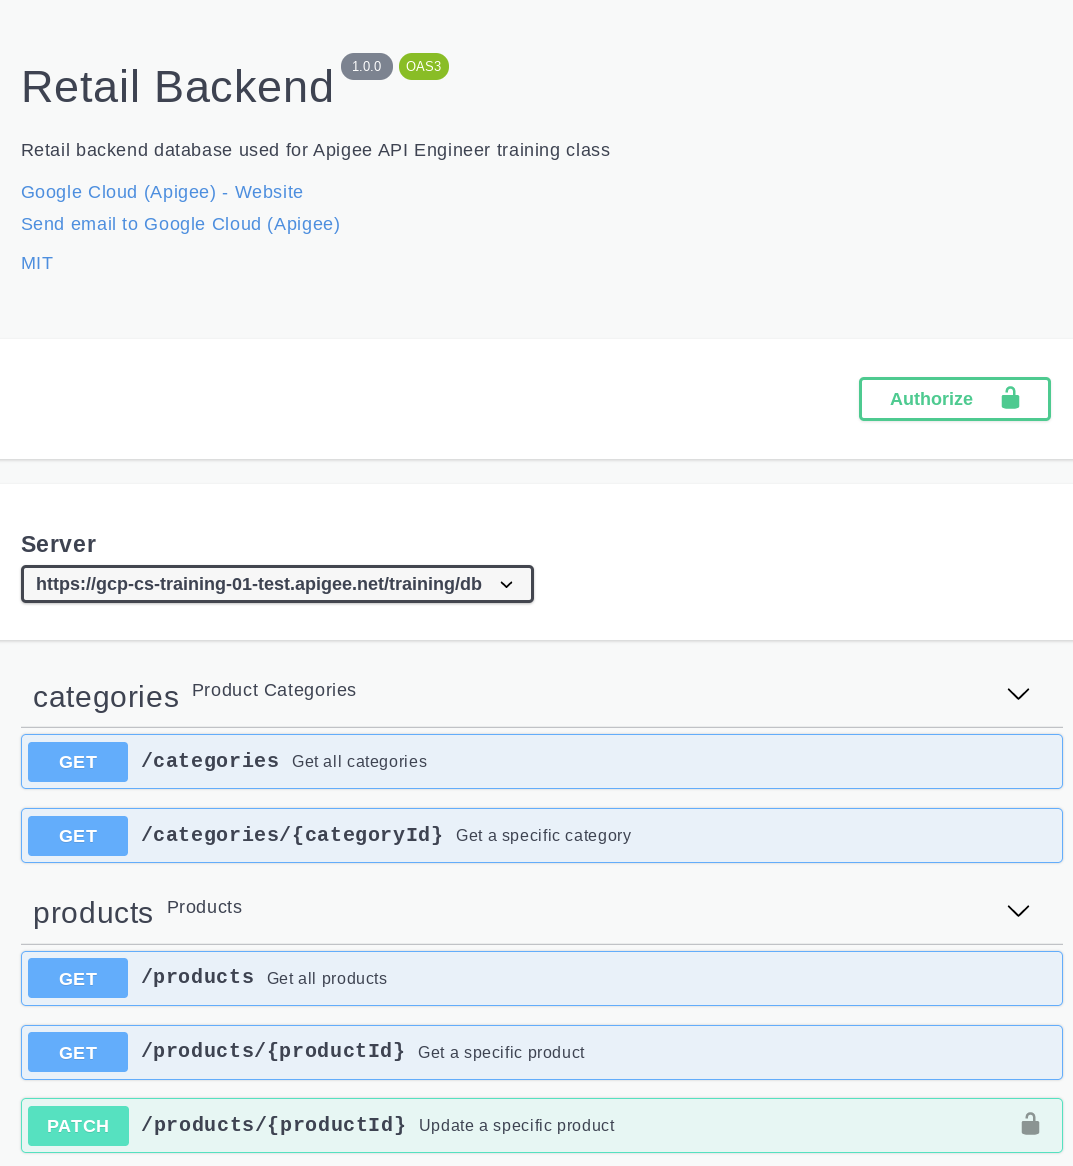 Retail Backend 1.0.0 OAS3
Retail backend database used for Apigee API Engineer training class
Google Cloud (Apigee) - Website
Send email to Google Cloud (Apigee)
MIT
Authorize
Server
https://gcp-cs-training-01-test.apigee.net/training/db
categories Product Categories
GET /categories Get all categories
GET /categories/{categoryId} Get a specific category
products Products
GET /products Get all products
GET /products/{productId} Get a specific product
PATCH /products/{productId} Update a specific product